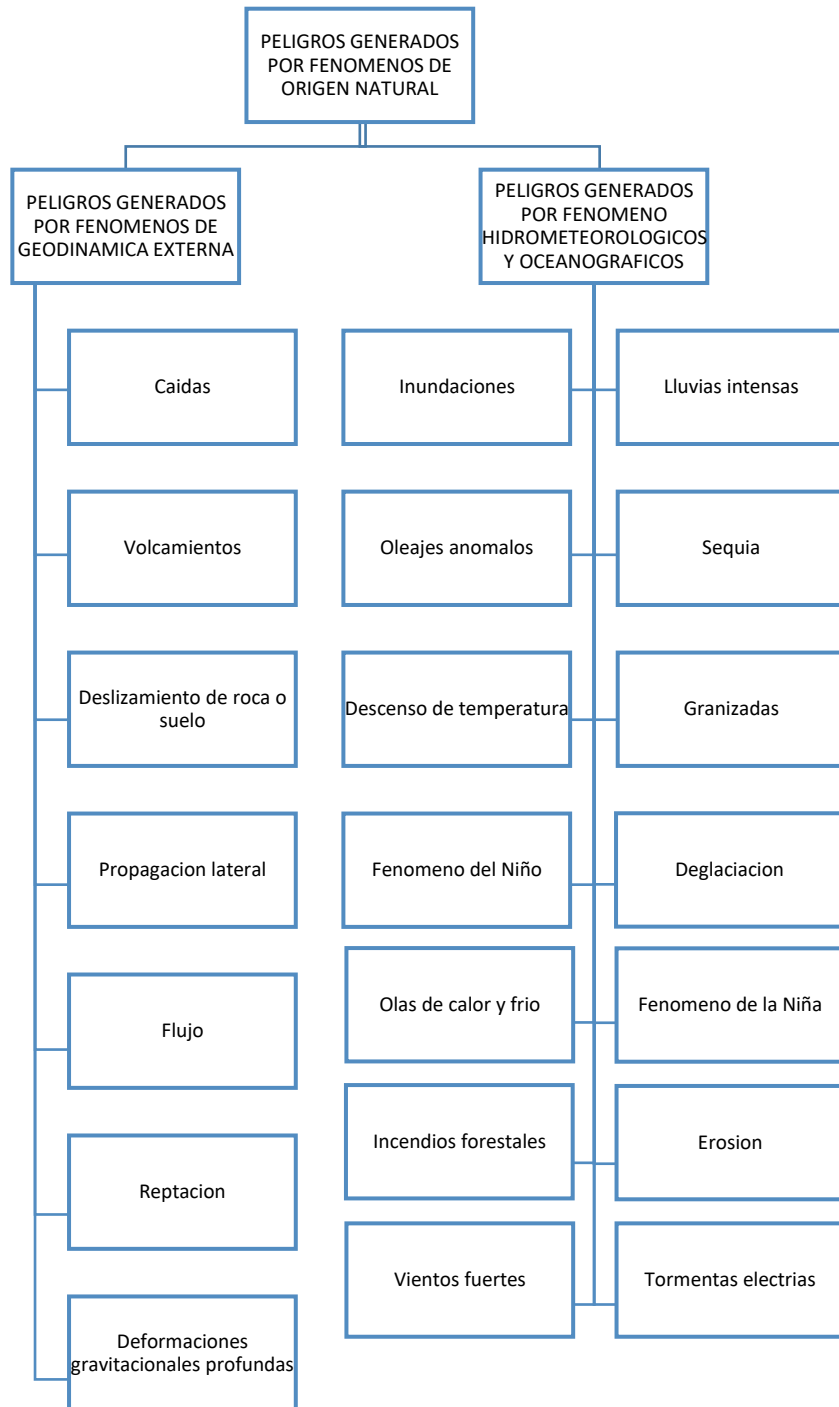 PELIGROS GENERADOS
POR FENOMENOS DE
ORIGEN NATURAL
PELIGROS GENERADOS
POR FENOMENOS DE
GEODINAMICA EXTERNA
PELIGROS GENERADOS
POR FENOMENO
HIDROMETEOROLOGICOS
Y OCEANOGRAFICOS
Caidas
Volcamientos
Deslizamiento de roca o
suelo
Propagacion lateral
Flujo
Reptacion
Deformaciones
gravitacionales profundas
Inundaciones
Lluvias intensas
Oleajes anomalos
Sequia
Descenso de temperatura
Granizadas
Fenomeno del Niño
Deglaciacion
Olas de calor y frio
Fenomeno de la Niña
Incendios forestales
Erosion
Vientos fuertes
Tormentas electrias